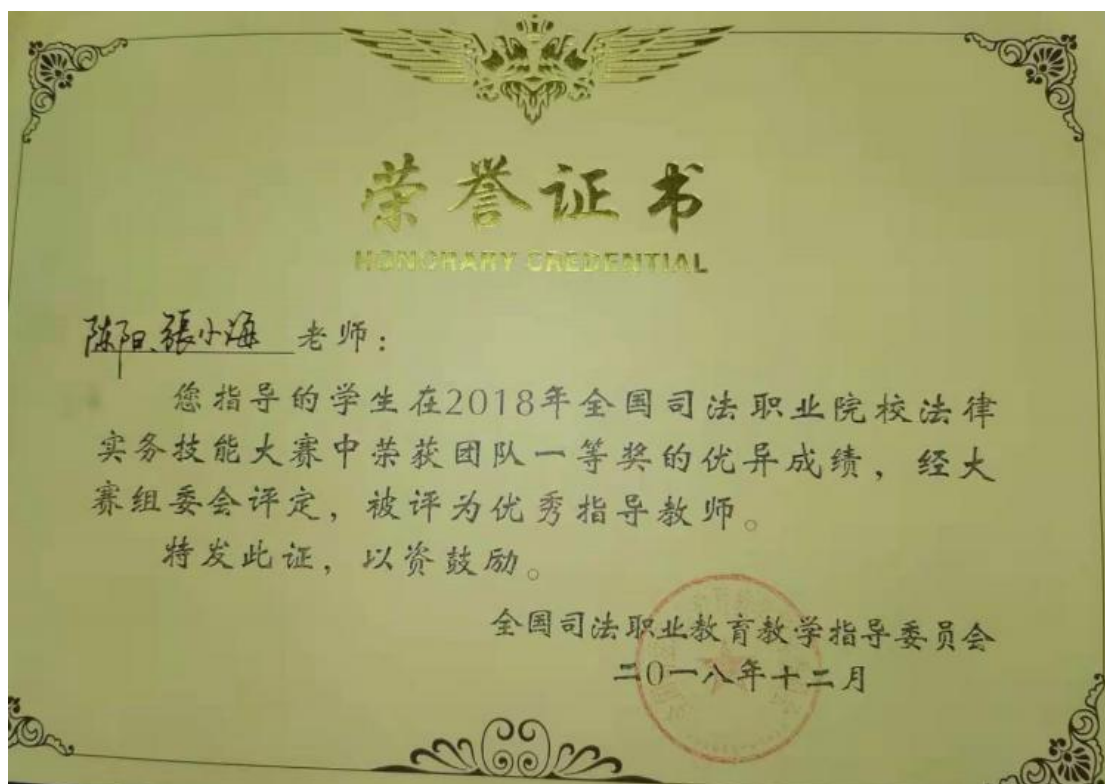 荣誉证书
HONORARY CREDENTIAL
陈阳、張小海 老师:
您指导的学生在2018年全国司法职业院校法律
实务技能大赛中荣获团队一等奖的优异成绩，经大
赛组委会评定，被评为优秀指导教师。
特发此证，以资鼓励。
全国司法职业教育教学指导委员会
二0一八年十二月